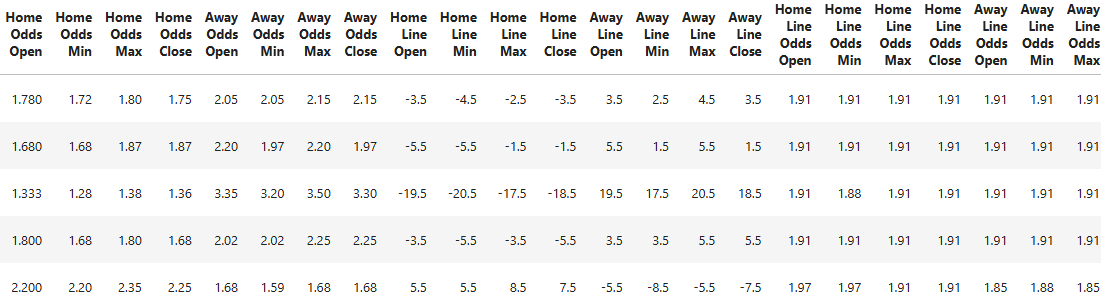 Home
Odds
Open
Home
Odds
Min
Home
Odds
Max
Home
Odds
Close
Away
Odds
Open
Away
Odds
Min
Away
Odds
Max
Away
Odds
Close
Home
Line
Open
Home
Line
Min
Home
Line
Max
Home
Line
Close
Away
Line
Open
Away
Line
Min
Away
Line
Max
Away
Line
Close
Home
Line
Odds
Open
Home
Line
Odds
Min
Home
Line
Odds
Max
Home
Line
Odds
Close
Away
Line
Odds
Open
Away
Line
Odds
Min
Away
Line
Odds
Max
1.780 1.72 1.80 1.75 2.05 2.05 2.15 2.15 -3.5 -4.5 -2.5 -3.5 3.5 2.5 4.5 3.5 1.91 1.91 1.91 1.91 1.91 1.91 1.91
1.680 1.68 1.87 1.87 2.20 1.97 2.20 1.97 -5.5 -5.5 -1.5 -1.5 5.5 1.5 5.5 1.5 1.91 1.91 1.91 1.91 1.91 1.91 1.91
1.333 1.28 1.38 1.36 3.35 3.20 3.50 3.30 -19.5 -20.5 -17.5 -18.5 19.5 17.5 20.5 18.5 1.91 1.88 1.91 1.91 1.91 1.91 1.91
1.800 1.68 1.80 1.68 2.02 2.02 2.25 2.25 -3.5 -5.5 -3.5 -5.5 3.5 3.5 5.5 5.5 1.91 1.91 1.91 1.91 1.91 1.91 1.91
2.200 2.20 2.35 2.25 1.68 1.59 1.68 1.68 5.5 5.5 8.5 7.5 -5.5 -8.5 -5.5 -7.5 1.97 1.97 1.91 1.91 1.85 1.88 1.85